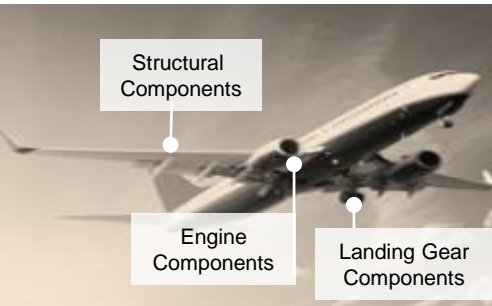 Structural
Components
Engine
Components
Landing Gear
Components